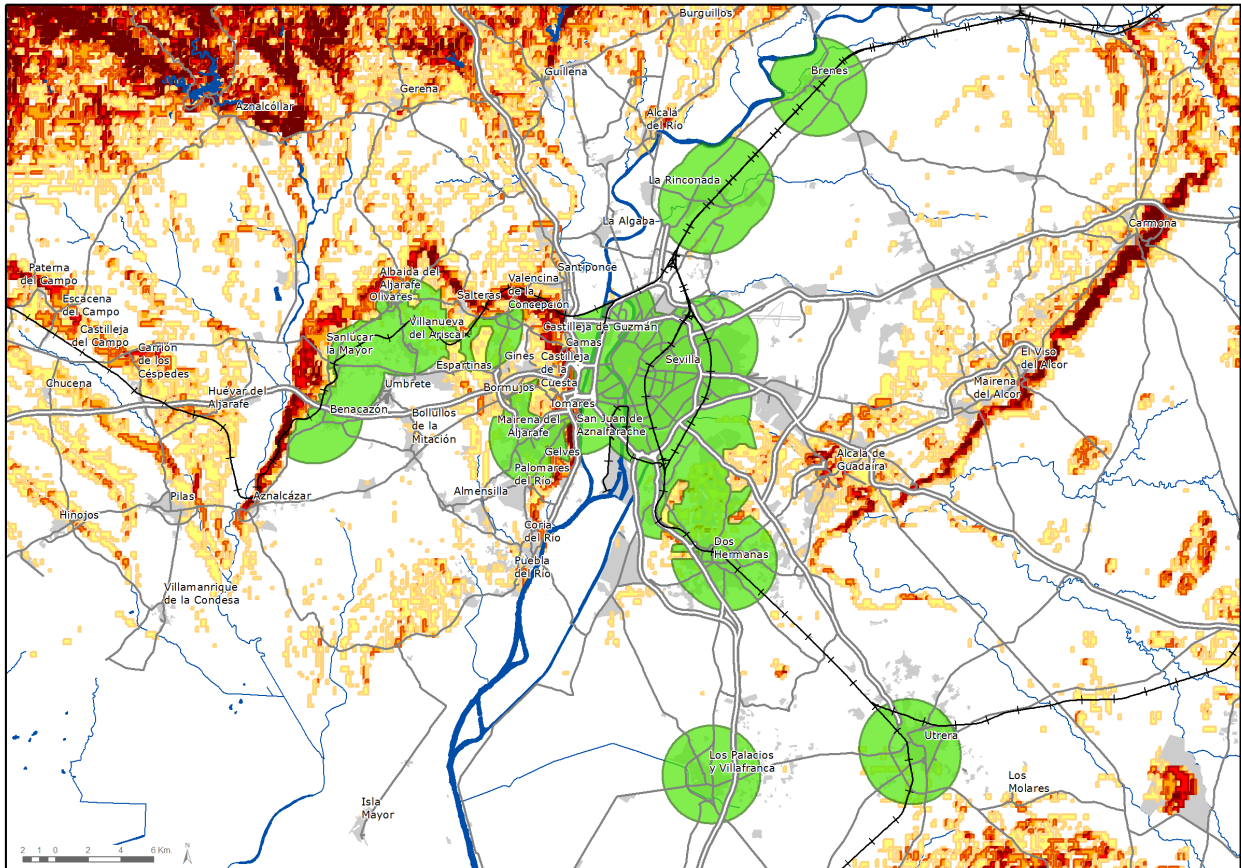 Burguillos
Brenes
Guillena
Gerena
Aznalcóllar
Alcalá
del Río
La Rinconada
La Algaba
Carmona
Santiponce
Paterna
del Campo
Escacena
del Campo
Castilleja
del Campo
Carrión
de los
Céspedes
Chucena
Huévar del
Aljarafe
Albaida del
Aljarafe
Olivares
Salteras
Valencina
de la
Concepción
Villanueva
del Ariscal
Sanlúcar
la Mayor
Castilleja de Guzmán
Camas
Gines
Castilleja
de la
Cuesta
Espartinas
Umbrete
Bormujos
Sevilla
El Viso
del Alcor
Mairena
del Alcor
Benacazón
Bollullos
de la
Mitación
Tomares
Mairena del
Aljarafe
San Juan de
Aznalfarache
Gelves
Palomares
del Río
Alcalá de
Guadaira
Almensilla
Aznalcázar
Pilas
Hinojos
Coria
del Río
Puebla
del Río
Dos
Hermanas
Villamanrique
de la Condesa
Utrera
Los Palacios
y Villafranca
Los
Molares
Isla
Mayor
2 1 0 2 4 6 Km.
N